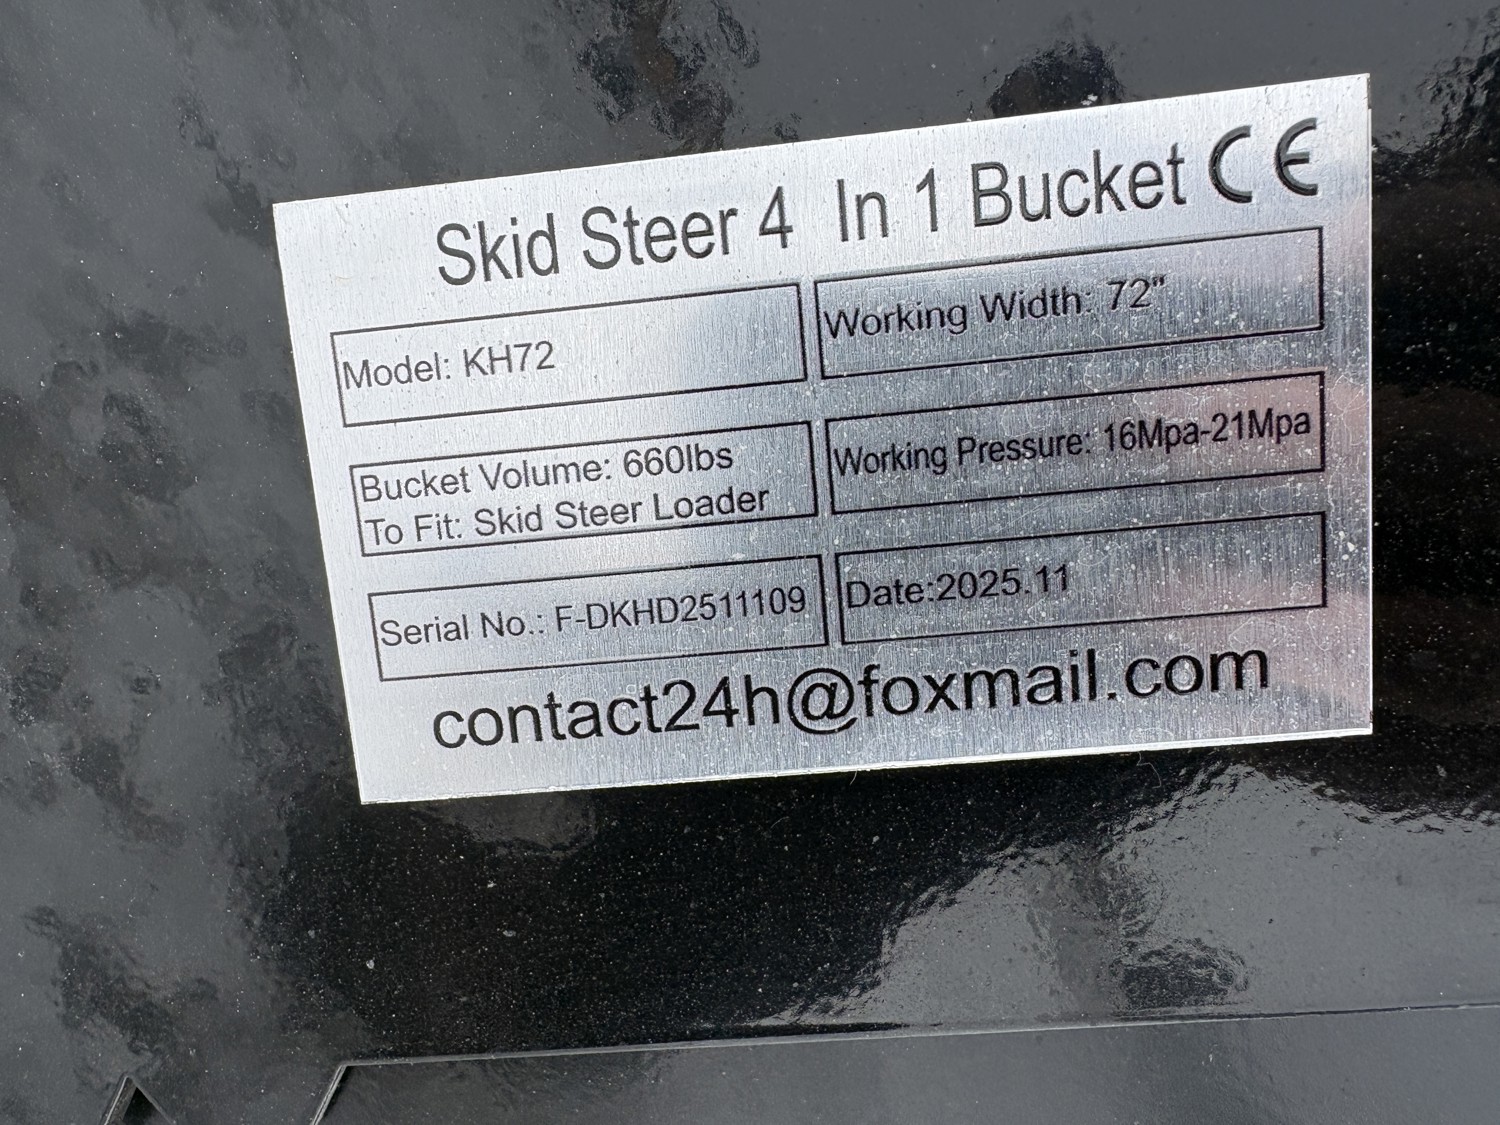 Skid Steer 4 In 1 Bucket CE
Model: KH72
Working Width: 72"
Bucket Volume: 660lbs
To Fit: Skid Steer Loader
Working Pressure: 16Mpa-21Mpa
Serial No.: F-DKHD2511109
Date:2025.11
contact24h@foxmail.com